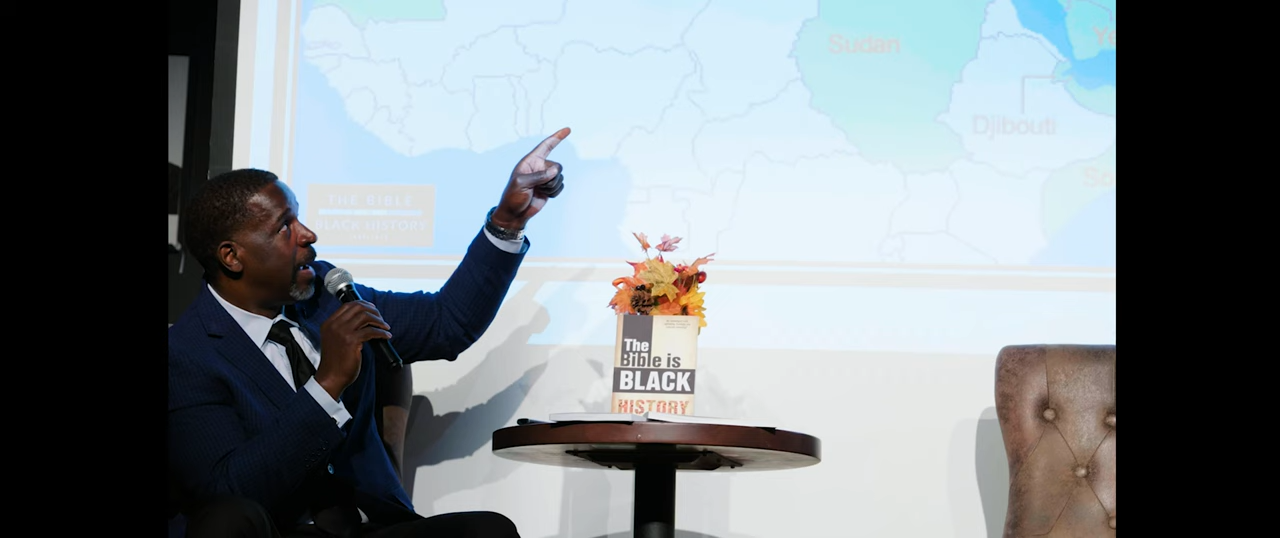 Sudan
Djibouti
THE BIBLE
BLACK HISTORY
The
Bible is
BLACK
HISTORY